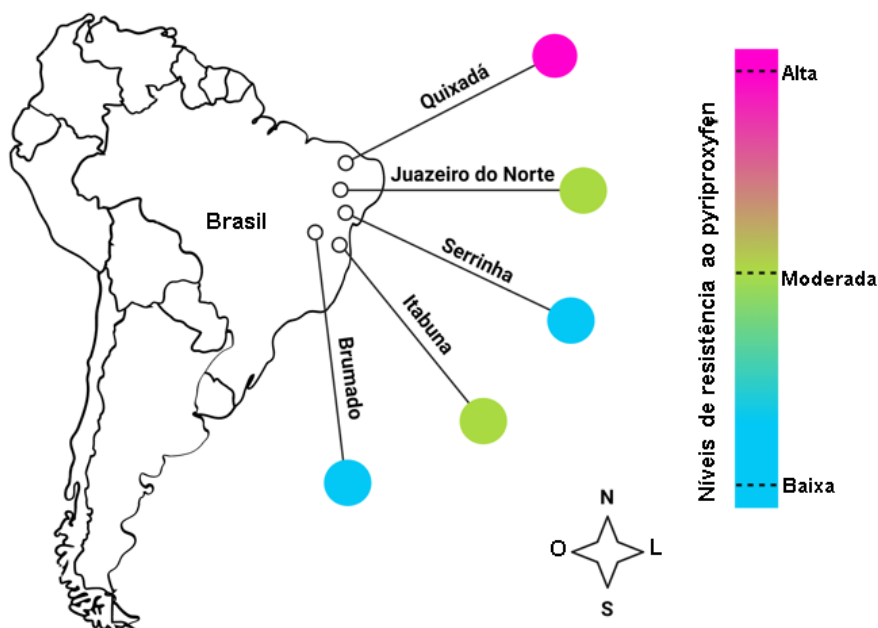 Quixadá
Juazeiro do Norte
Serrinha
Itabuna
Brumado
Brasil
Níveis de resistência ao pyriproxyfen
Alta
Moderada
Baixa
N
O
L
S